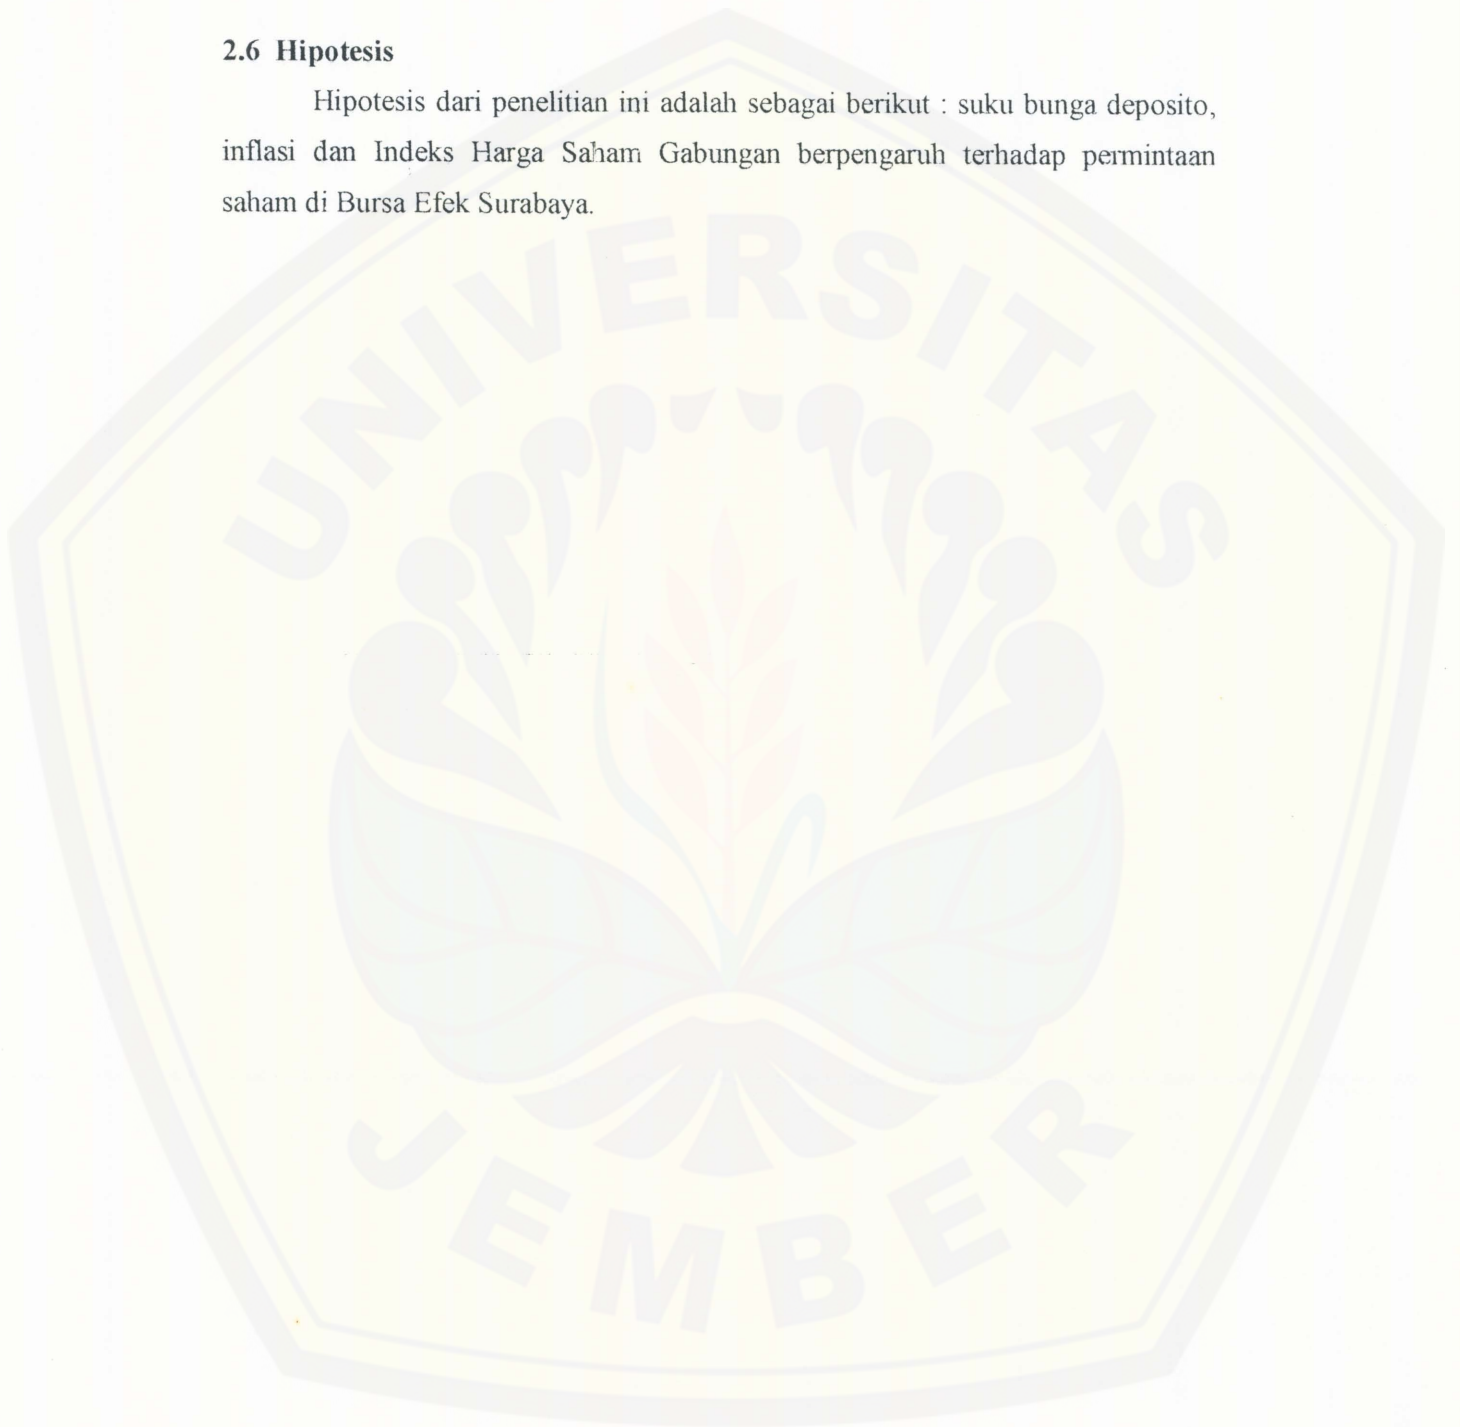 2.6 Hipotesis
Hipotesis dari penelitian ini adalah sebagai berikut : suku bunga deposito,
inflasi dan Indeks Harga Saham Gabungan berpengaruh terhadap permintaan
saham di Bursa Efek Surabaya.
UNIVERSITAS
JEMBER